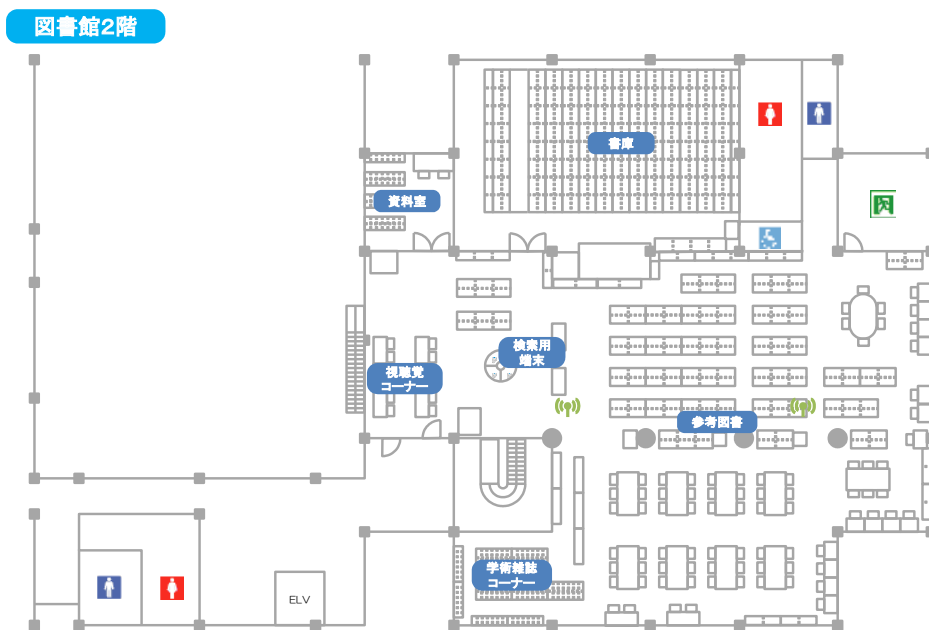 図書館2階
書庫
資料室
検索用
端末
視聴覚
コーナー
参考図書
学術雑誌
コーナー
ELV